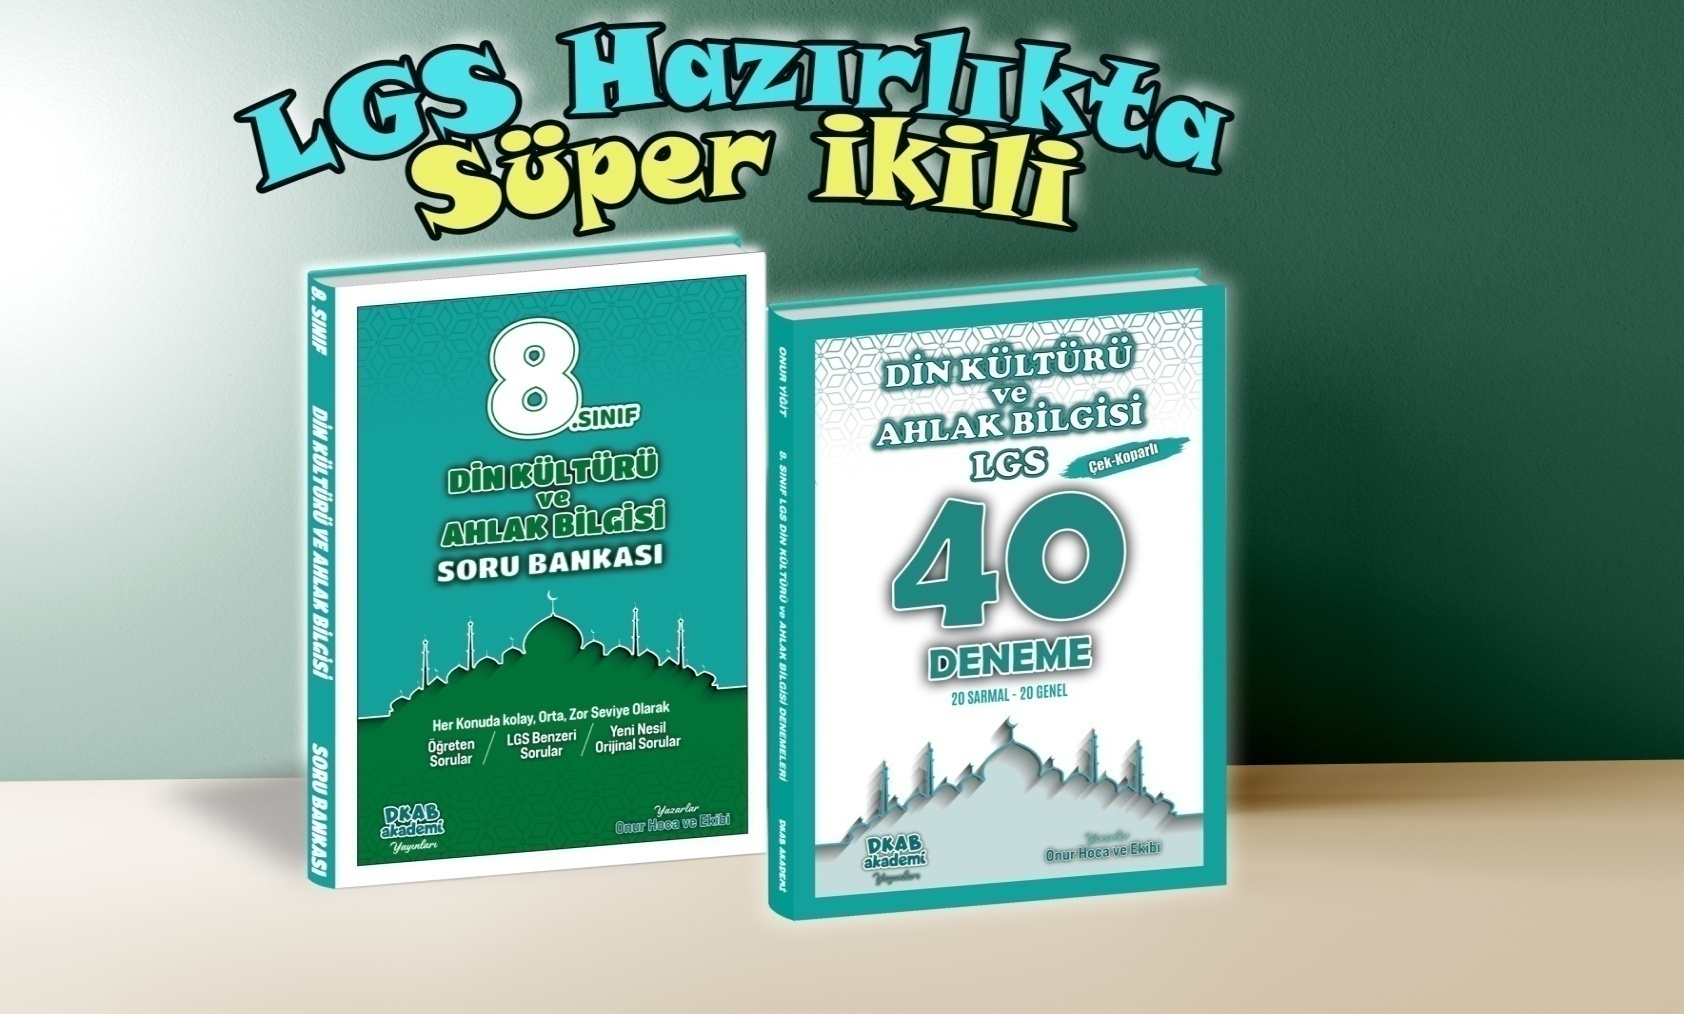 LGS Hazırlıkta
Süper ikili
8. SINIF DİN KÜLTÜRÜ VE AHLAK BİLGİSİ SORU BANKASI
8
.SINIF
DİN KÜLTÜRÜ
ve
AHLAK BİLGİSİ
SORU BANKASI
Her Konuda kolay, Orta, Zor Seviye Olarak
Öğreten
Sorular
LGS Benzeri
Sorular
Yeni Nesil
Orijinal Sorular
DKAB
akademi
Yayınları
Yazarlar
Onur Hoca ve Ekibi
ONUR YİĞİT 8. SINIF LGS DİN KÜLTÜRÜ ve AHLAK BİLGİSİ DENEMELERİ DKAB AKADEMİ
DİN KÜLTÜRÜ
ve
AHLAK BİLGİSİ
LGS
Çek-Koparlı
40
DENEME
20 SARMAL - 20 GENEL
DKAB
akademi
Yayınları
Yazarlar
Onur Hoca ve Ekibi